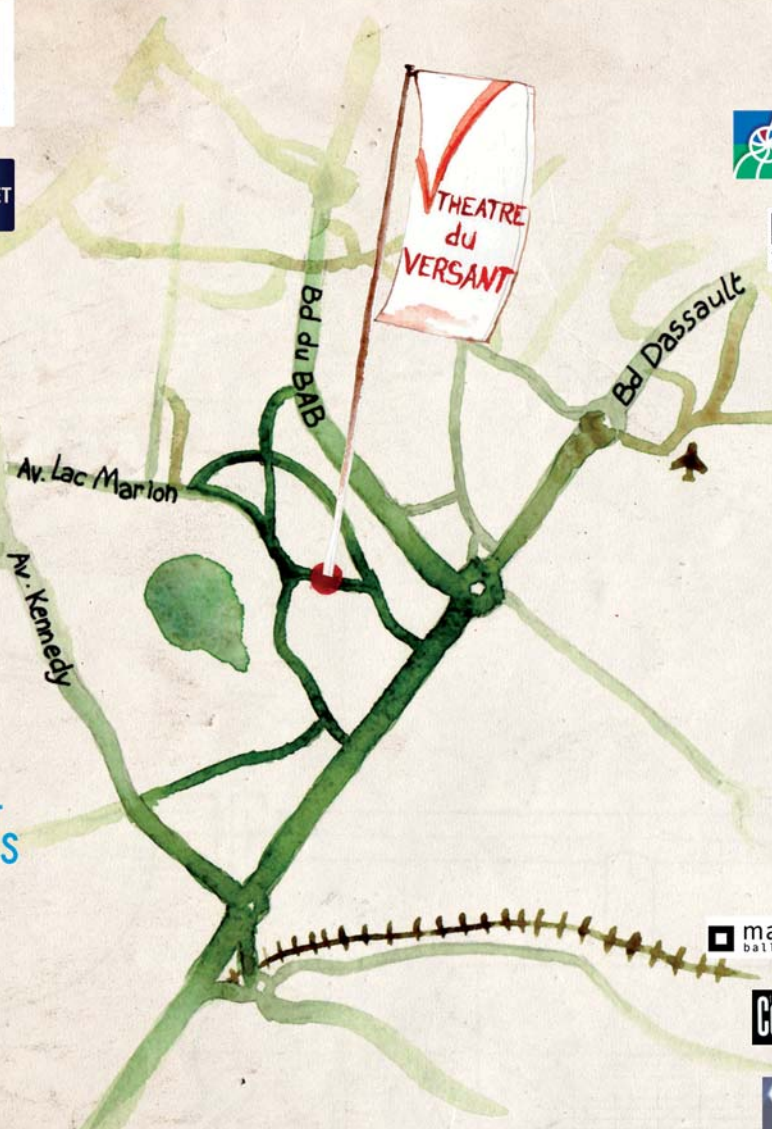 THEATRE
du
VERSANT
Bd du BAB
Bd Dassault
Av. Lac Marion
Av. Kennedy